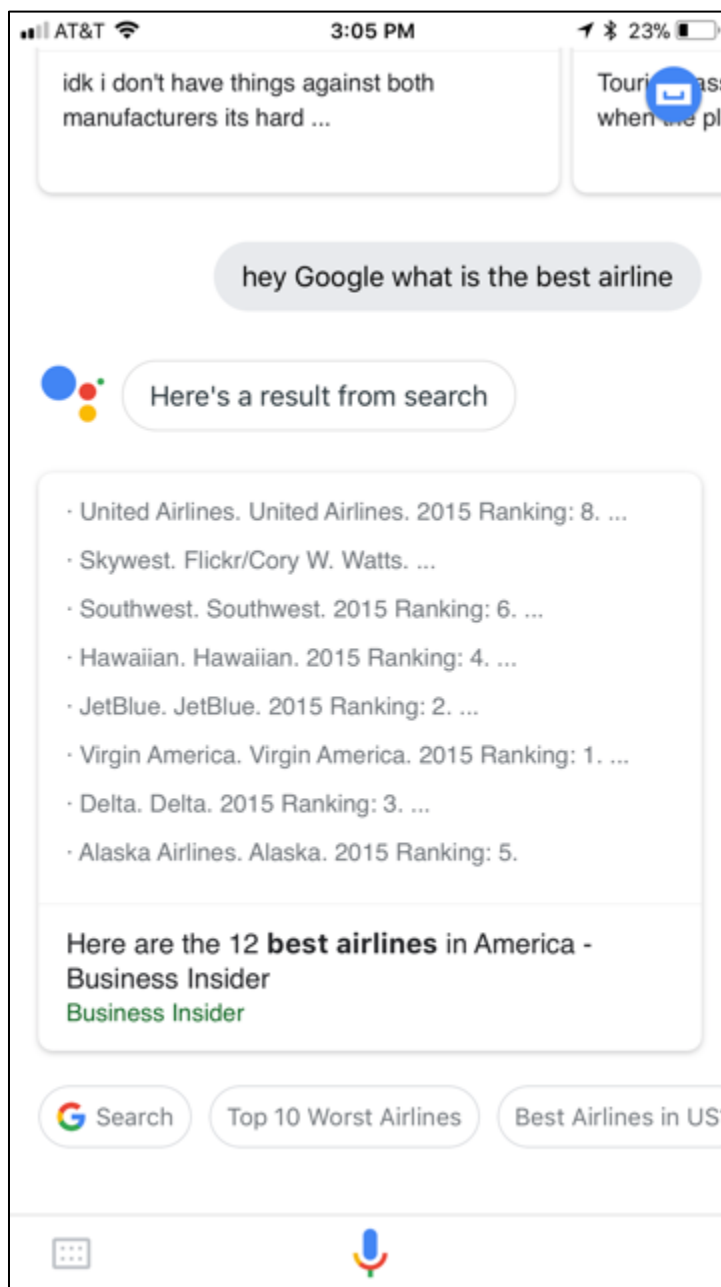 AT&T 3:05 PM 23%
idk i don't have things against both
manufacturers its hard ...
when the
hey Google what is the best airline
Here's a result from search
· United Airlines. United Airlines. 2015 Ranking: 8. ...
· Skywest. Flickr/Cory W. Watts. ...
· Southwest. Southwest. 2015 Ranking: 6. ...
· Hawaiian. Hawaiian. 2015 Ranking: 4. ...
· JetBlue. JetBlue. 2015 Ranking: 2. ...
· Virgin America. Virgin America. 2015 Ranking: 1. ...
· Delta. Delta. 2015 Ranking: 3. ...
· Alaska Airlines. Alaska. 2015 Ranking: 5.
Here are the 12 best airlines in America -
Business Insider
Business Insider
G Search Top 10 Worst Airlines Best Airlines in US